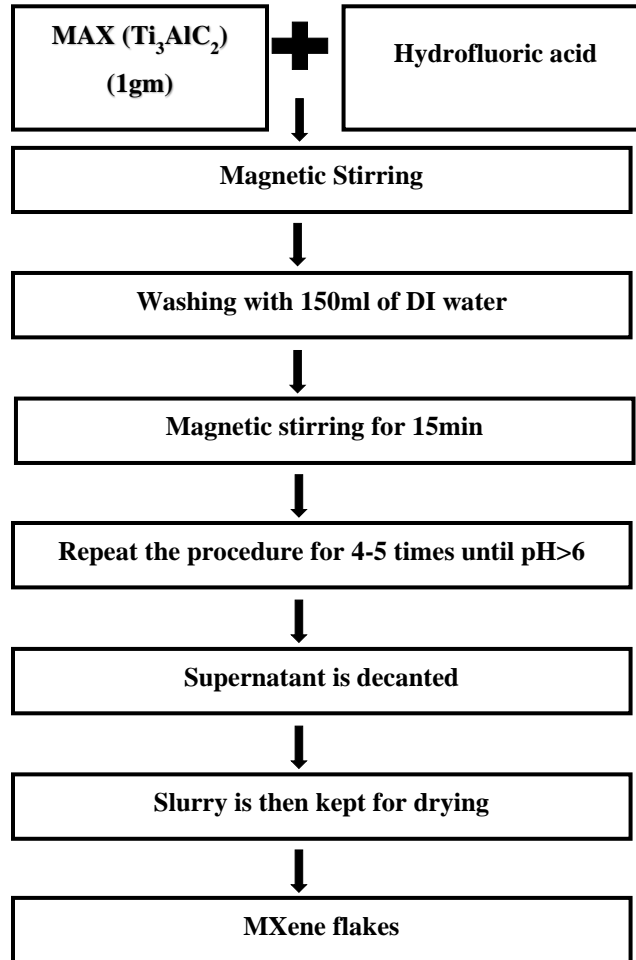 MAX (Ti₃AlC₂)
(1gm)
Hydrofluoric acid
Magnetic Stirring
Washing with 150ml of DI water
Magnetic stirring for 15min
Repeat the procedure for 4-5 times until pH>6
Supernatant is decanted
Slurry is then kept for drying
MXene flakes